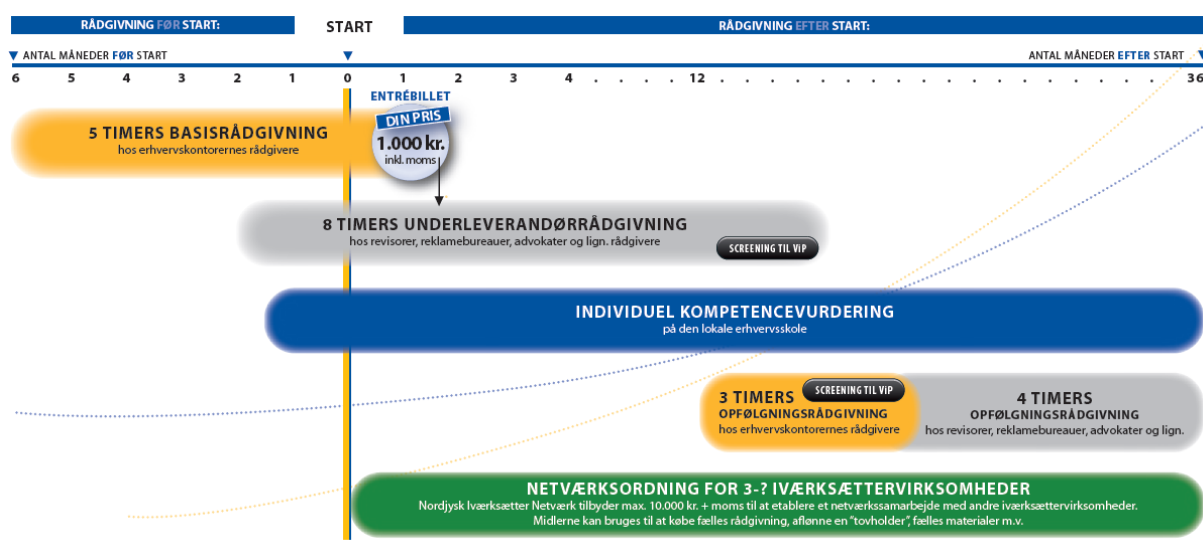 RÅDGIVNING FØR START:
START
RÅDGIVNING EFTER START:
ANTAL MÅNEDER FØR START
ANTAL MÅNEDER EFTER START
6 5 4 3 2 1 0 1 2 3 4 . . . . . 12 . . . . . . . . . . . . . . . . . 36
ENTRÉBILLET
DIN PRIS
1.000 kr.
inkl. moms
5 TIMERS BASISRÅDGIVNING
hos erhvervskontorernes rådgivere
8 TIMERS UNDERLEVERANDØRRÅDGIVNING
hos revisorer, reklamebureauer, advokater og lign. rådgivere
SCREENING TIL ViP
INDIVIDUEL KOMPETENCEVURDERING
på den lokale erhvervsskole
3 TIMERS
SCREENING TIL ViP
OPFØLGNINGSRÅDGIVNING
hos erhvervskontorernes rådgivere
4 TIMERS
OPFØLGNINGSRÅDGIVNING
hos revisorer, reklamebureauer, advokater og lign.
NETVÆRKSORDNING FOR 3-? IVÆRKSÆTTERVIRKSOMHEDER
Nordjysk Iværksætter Netværk tilbyder max. 10.000 kr. + moms til at etablere et netværkssamarbejde med andre iværksættervirksomheder.
Midlerne kan bruges til at købe fælles rådgivning, aflønne en "tovholder", fælles materialer m.v.